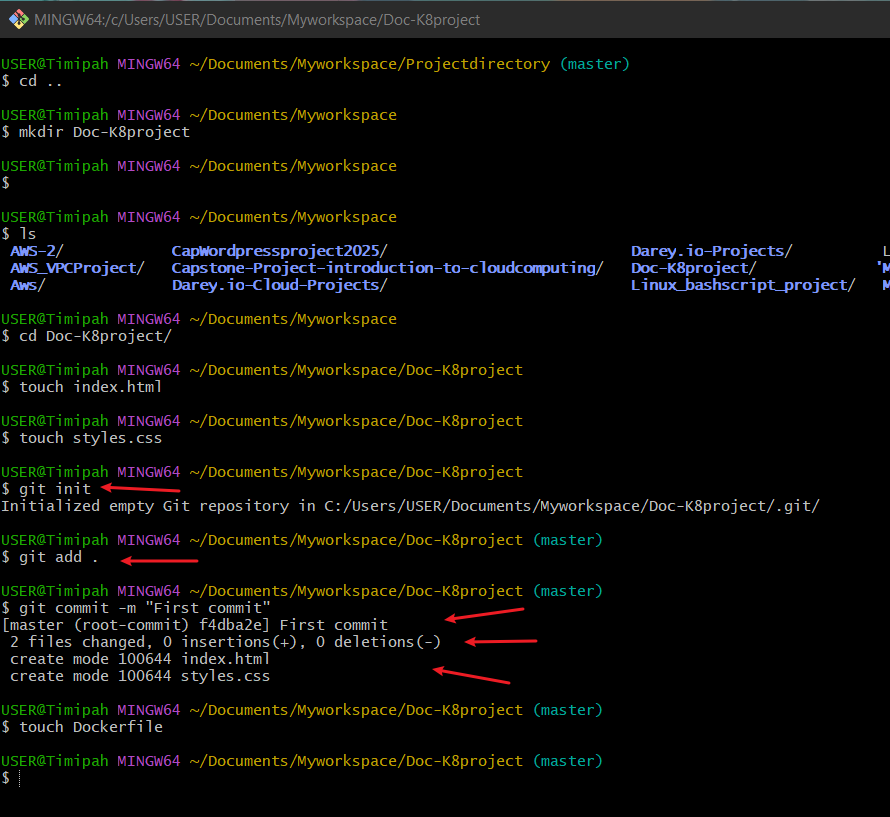 MINGW64:/c/Users/USER/Documents/Myworkspace/Doc-K8project
USER@Timipah MINGW64 ~/Documents/Myworkspace/Projectdirectory (master)
$ cd ..
USER@Timipah MINGW64 ~/Documents/Myworkspace
$ mkdir Doc-K8project
USER@Timipah MINGW64 ~/Documents/Myworkspace
$
USER@Timipah MINGW64 ~/Documents/Myworkspace
$ ls
AWS-2/ CapWordpressproject2025/ Darey.io-Projects/ L
AWS_VPCProject/ Capstone-Project-introduction-to-cloudcomputing/ Doc-K8project/ 'M
Aws/ Darey.io-Cloud-Projects/ Linux_bashscript_project/ M
USER@Timipah MINGW64 ~/Documents/Myworkspace
$ cd Doc-K8project/
USER@Timipah MINGW64 ~/Documents/Myworkspace/Doc-K8project
$ touch index.html
USER@Timipah MINGW64 ~/Documents/Myworkspace/Doc-K8project
$ touch styles.css
USER@Timipah MINGW64 ~/Documents/Myworkspace/Doc-K8project
$ git init
Initialized empty Git repository in C:/Users/USER/Documents/Myworkspace/Doc-K8project/.git/
USER@Timipah MINGW64 ~/Documents/Myworkspace/Doc-K8project (master)
$ git add .
USER@Timipah MINGW64 ~/Documents/Myworkspace/Doc-K8project (master)
$ git commit -m "First commit"
[master (root-commit) f4dba2e] First commit
2 files changed, 0 insertions(+), 0 deletions(-)
create mode 100644 index.html
create mode 100644 styles.css
USER@Timipah MINGW64 ~/Documents/Myworkspace/Doc-K8project (master)
$ touch Dockerfile
USER@Timipah MINGW64 ~/Documents/Myworkspace/Doc-K8project (master)
$